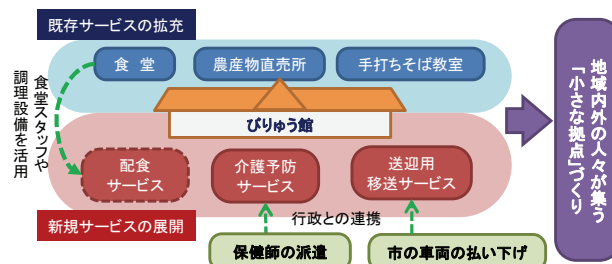 既存サービスの拡充
食 堂
農産物直売所
手打ちそば教室
食堂スタッフや
調理設備を活用
びりゅう館
配食
サービス
介護予防
サービス
送迎用
移送サービス
新規サービスの展開
行政との連携
保健師の派遣
市の車両の払い下げ
地域内外の人々が集う
「小さな拠点」づくり